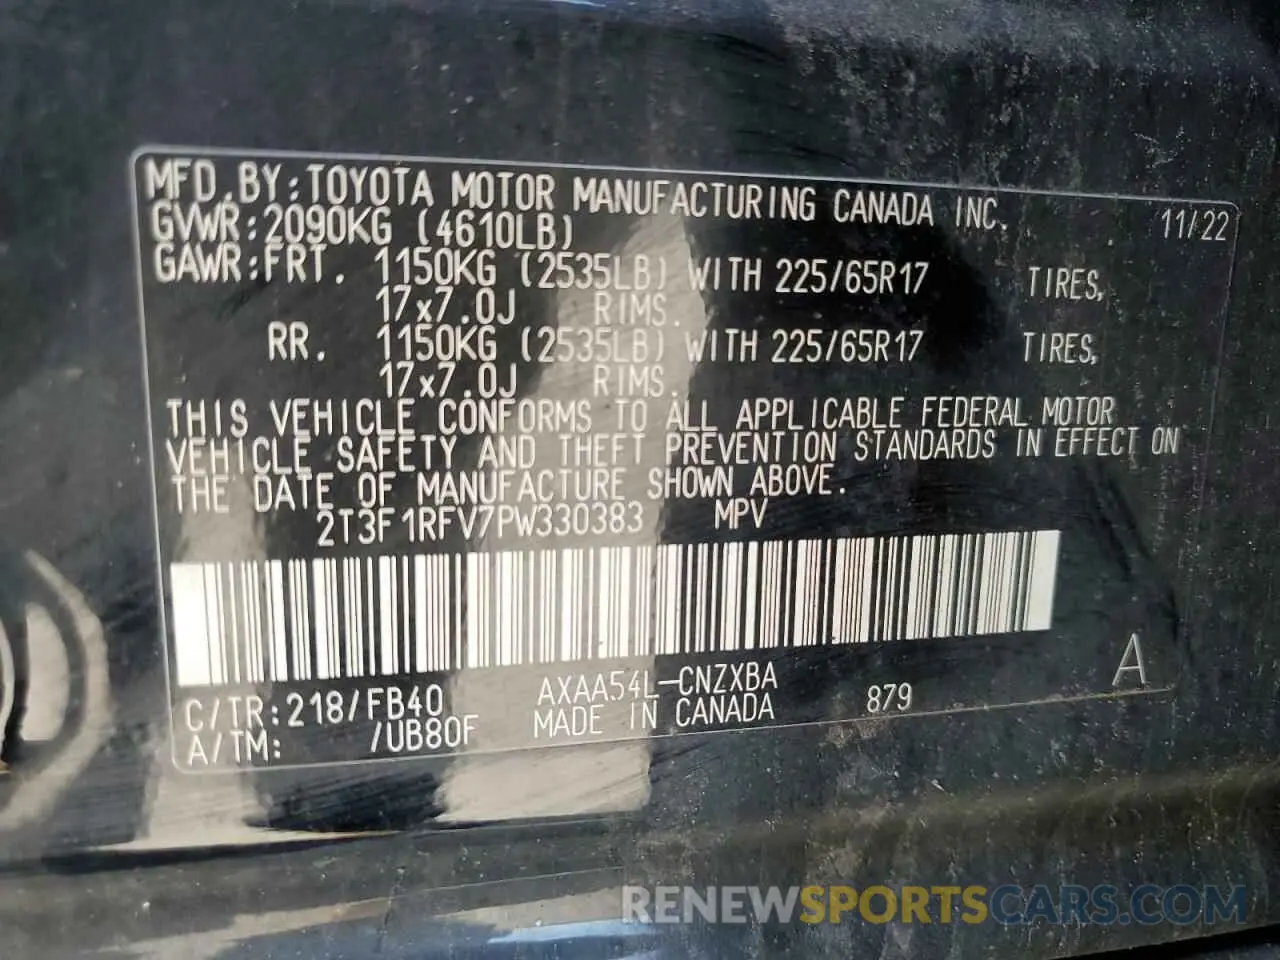 MFD.BY:TOYOTA MOTOR MANUFACTURING CANADA INC. 11/22
GVWR:2090KG (4610LB)
GAWR:FRT. 1150KG (2535LB) WITH 225/65R17 TIRES,
17x7.0J RIMS.
RR. 1150KG (2535LB) WITH 225/65R17 TIRES,
17x7.0J RIMS.
THIS VEHICLE CONFORMS TO ALL APPLICABLE FEDERAL MOTOR
VEHICLE SAFETY AND THEFT PREVENTION STANDARDS IN EFFECT ON
THE DATE OF MANUFACTURE SHOWN ABOVE.
2T3F1RFV7PW330383 MPV
A
C/TR:218/FB40 AXAA54L-CNZXBA 879
A/TM: /UB80F MADE IN CANADA
RENEWSPORTSCARS.COM